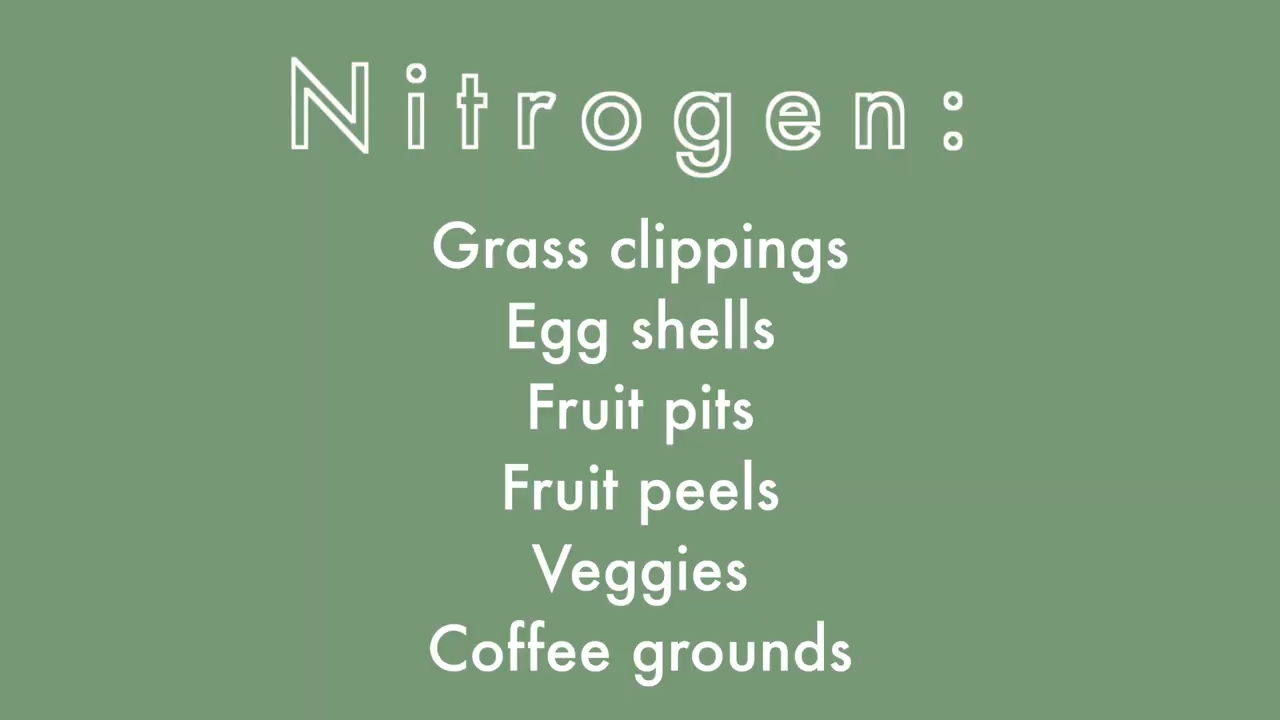 Nitrogen:
Grass clippings
Egg shells
Fruit pits
Fruit peels
Veggies
Coffee grounds